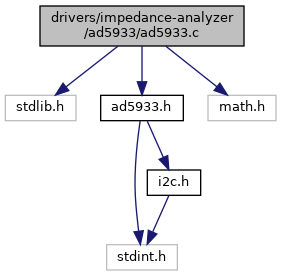 drivers/impedance-analyzer
/ad5933/ad5933.c
stdlib.h
ad5933.h
math.h
i2c.h
stdint.h